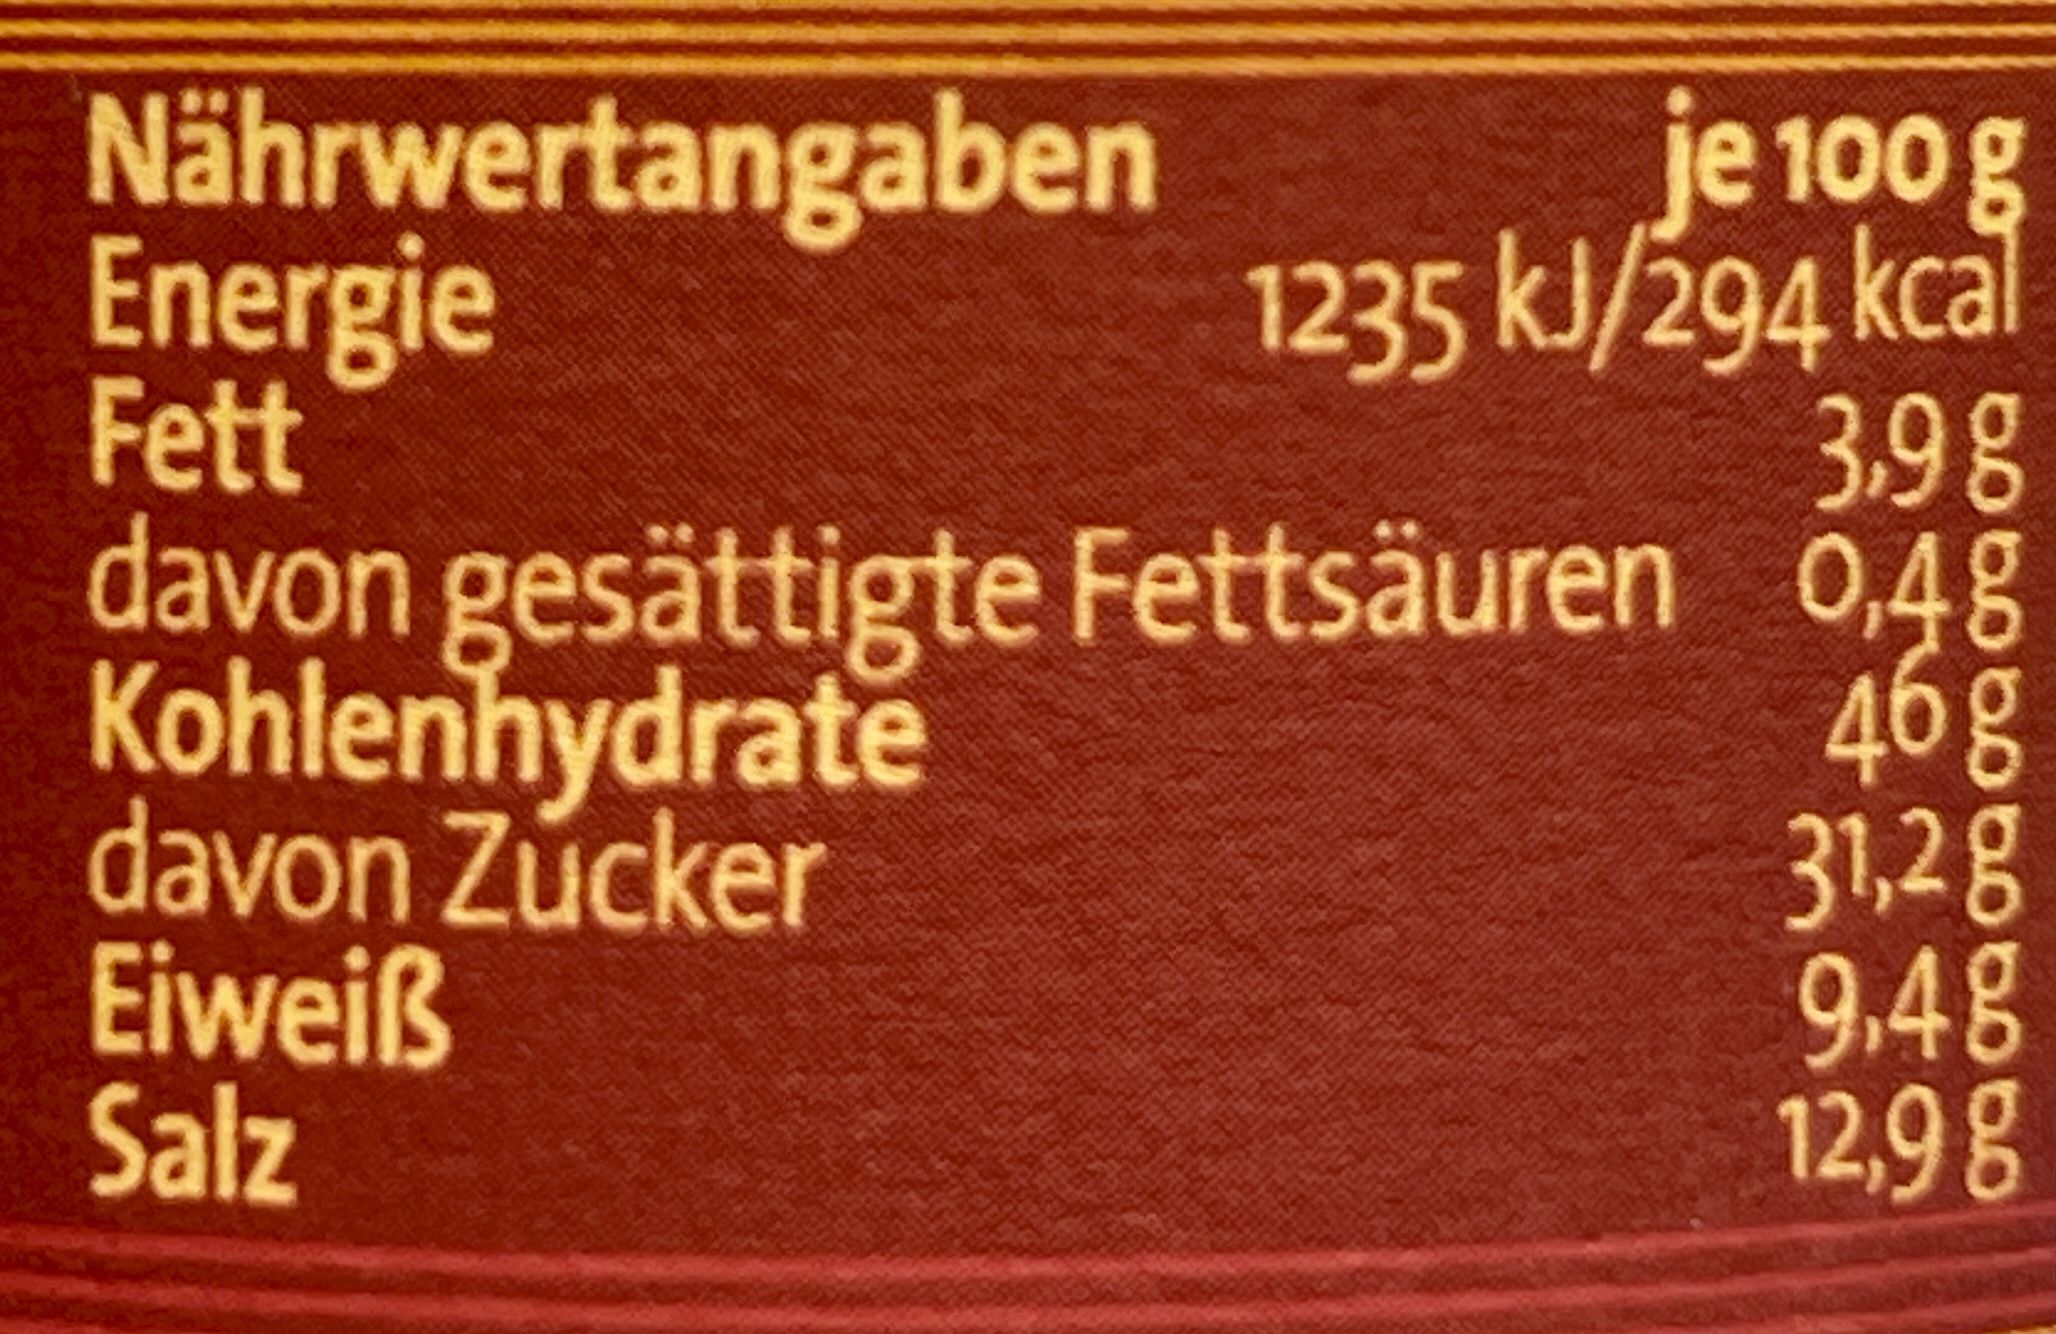 Nährwertangaben je 100 g
Energie 1235 kJ/294 kcal
Fett 3,9 g
davon gesättigte Fettsäuren 0,4 g
Kohlenhydrate 46 g
davon Zucker 31,2 g
Eiweiß 9,4 g
Salz 12,9 g